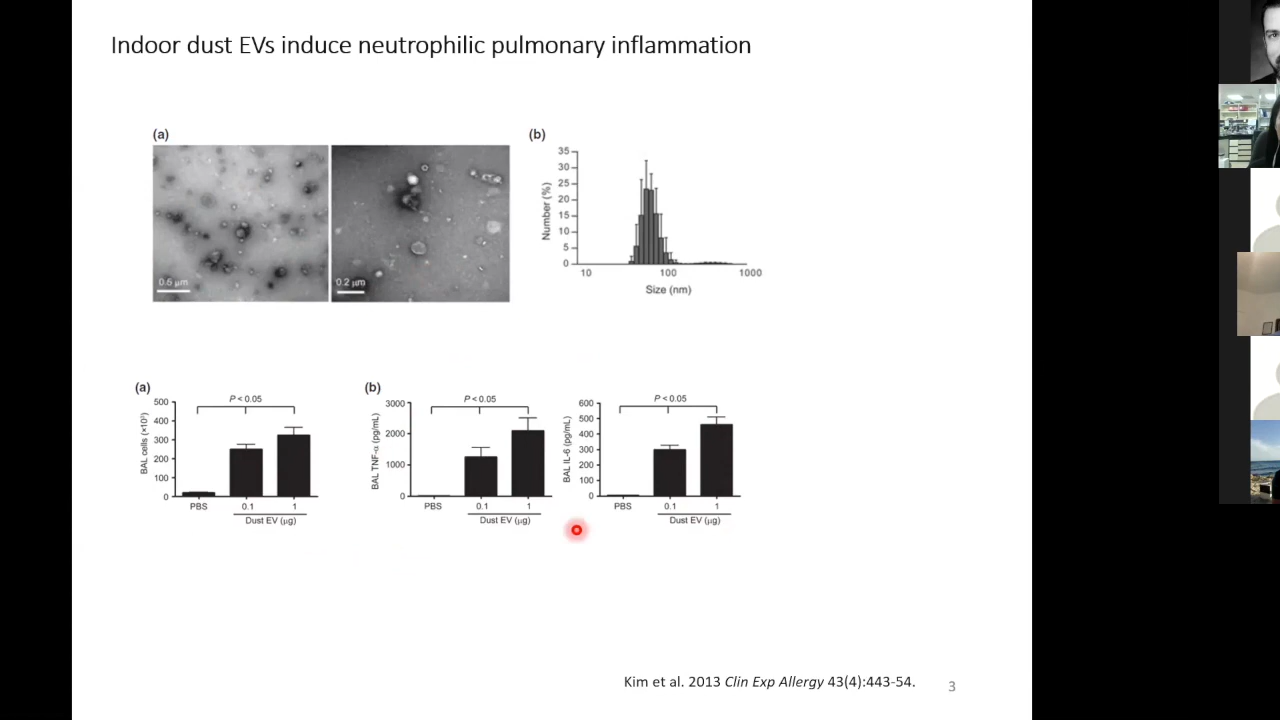 Indoor dust EVs induce neutrophilic pulmonary inflammation
(a)
0.5 μm
0.2 μm
(b)
Number (%)
35
30
25
20
15
10
5
0
10 100 1000
Size (nm)
(a)
P < 0.05
BAL cells (×10³)
500
400
300
200
100
0
PBS 0.1 1
Dust EV (μg)
(b)
P < 0.05
BAL TNF-α (pg/mL)
3000
2000
1000
0
PBS 0.1 1
Dust EV (μg)
P < 0.05
BAL IL-6 (pg/mL)
600
500
400
300
200
100
0
PBS 0.1 1
Dust EV (μg)
Kim et al. 2013 Clin Exp Allergy 43(4):443-54.
3